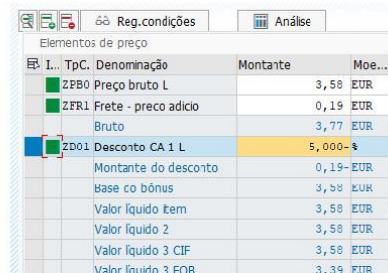 Reg.condições Análise
Elementos de preço
I... TpC. Denominação Montante Moe...
ZPB0 Preço bruto L 3,58 EUR
ZFR1 Frete - preco adicio 0,19 EUR
Bruto 3,77 EUR
ZD01 Desconto CA 1 L 5,000- %
Montante do desconto 0,19- EUR
Base co bónus 3,58 EUR
Valor líquido item 3,58 EUR
Valor líquido 2 3,58 EUR
Valor líquido 3 CIF 3,58 EUR
Valor líquido 3 FOB 3,39 EUR